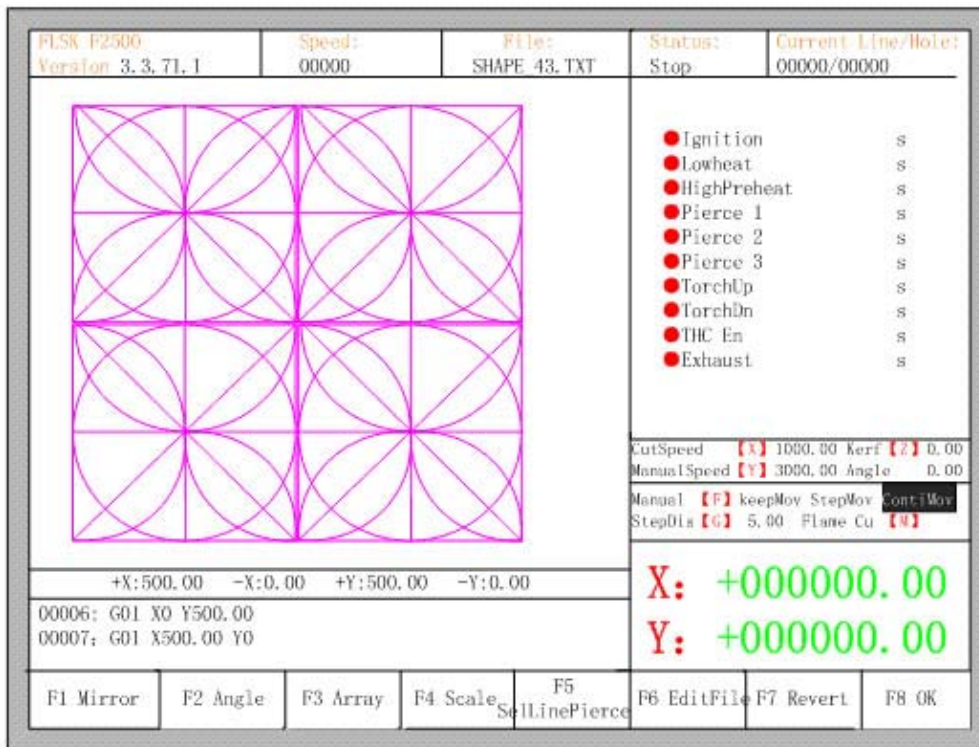 FLSK F2500
Version 3.3.71.1
Speed:
00000
File:
SHAPE_43.TXT
Status:
Stop
Current Line/Hole:
00000/00000
Ignition s
Lowheat s
HighPreheat s
Pierce 1 s
Pierce 2 s
Pierce 3 s
TorchUp s
TorchDn s
THC En s
Exhaust s
CutSpeed 【X】 1000.00 Kerf【Z】 0.00
ManualSpeed【Y】 3000.00 Angle 0.00
Manual 【F】 keepMov StepMov ContiMov
StepDis【G】 5.00 Flame Cu 【M】
+X:500.00 -X:0.00 +Y:500.00 -Y:0.00
00006: G01 X0 Y500.00
00007: G01 X500.00 Y0
X: +000000.00
Y: +000000.00
F1 Mirror
F2 Angle
F3 Array
F4 Scale
F5
SelLinePierce
F6 EditFile
F7 Revert
F8 OK